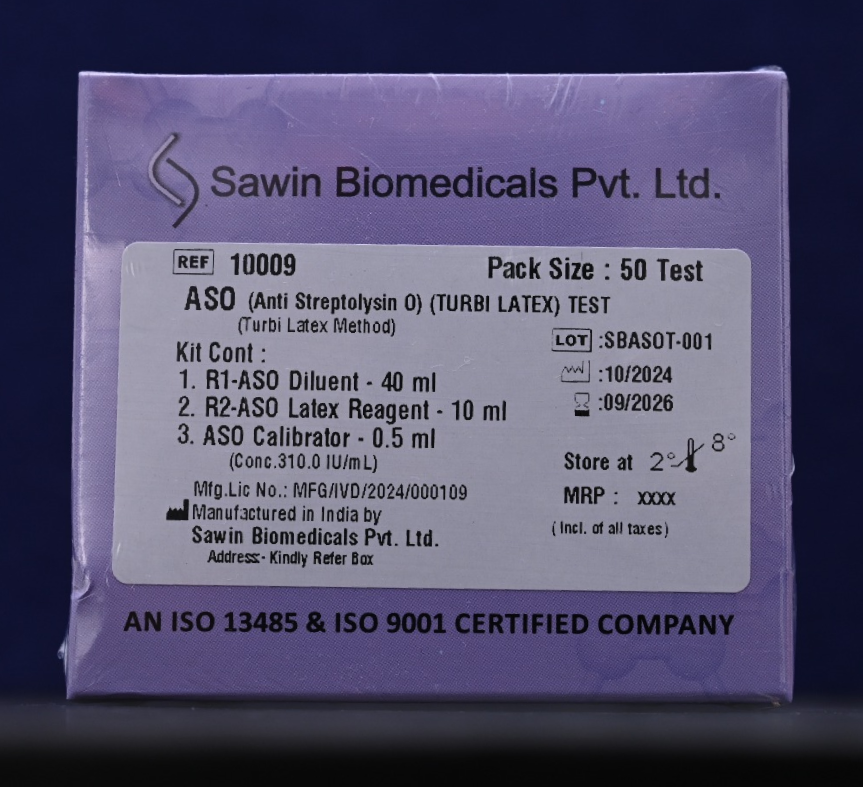 Sawin Biomedicals Pvt. Ltd.
REF 10009
Pack Size : 50 Test
ASO (Anti Streptolysin O) (TURBI LATEX) TEST
(Turbi Latex Method)
Kit Cont :
1. R1-ASO Diluent - 40 ml
2. R2-ASO Latex Reagent - 10 ml
3. ASO Calibrator - 0.5 ml
(Conc.310.0 IU/mL)
LOT :SBASOT-001
:10/2024
:09/2026
Store at 2° 8°
MRP : xxxx
(Incl. of all taxes)
Mfg.Lic No.: MFG/IVD/2024/000109
Manufactured in India by
Sawin Biomedicals Pvt. Ltd.
Address- Kindly Refer Box
AN ISO 13485 & ISO 9001 CERTIFIED COMPANY